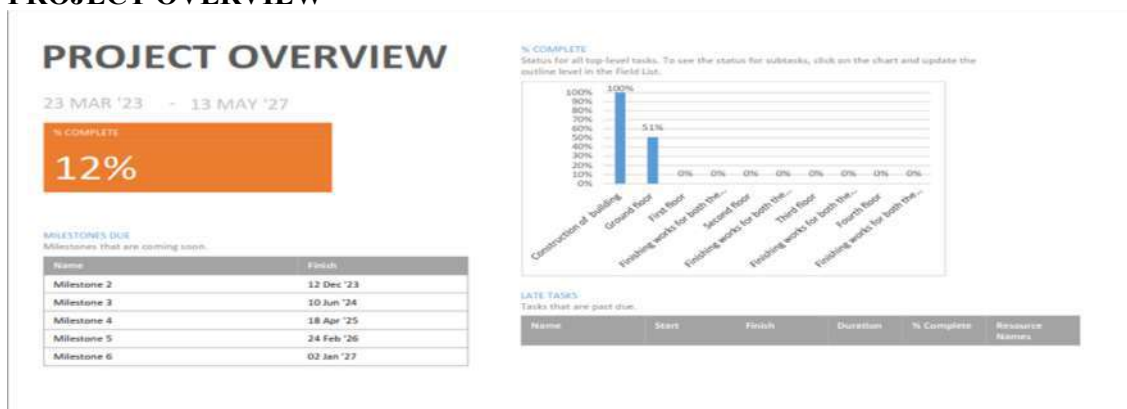 PROJECT OVERVIEW
PROJECT OVERVIEW
23 MAR '23 - 13 MAY '27
% COMPLETE
12%
MILESTONES DUE
Milestones that are coming soon.
Name Finish
Milestone 2 12 Dec '23
Milestone 3 10 Jun '24
Milestone 4 18 Apr '25
Milestone 5 24 Feb '26
Milestone 6 02 Jan '27
% COMPLETE
Status for all top-level tasks. To see the status for subtasks, click on the chart and update the
outline level in the Field List.
100%
90%
80%
70%
60%
50%
40%
30%
20%
10%
0%
100%
51%
0% 0% 0% 0% 0% 0% 0% 0%
Construction of building
Ground floor
First floor
Finishing works for both the...
Second floor
Finishing works for both the...
Third floor
Finishing works for both the...
Fourth floor
Finishing works for both the...
LATE TASKS
Tasks that are past due.
Name Start Finish Duration % Complete Resource
Names